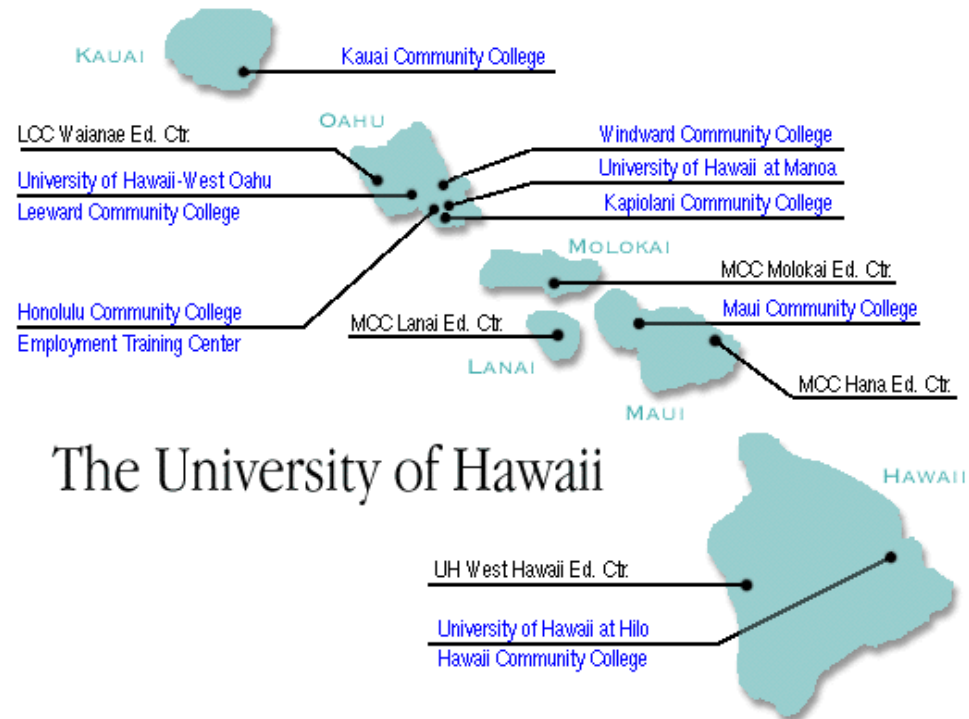 KAUAI
Kauai Community College
OAHU
LCC Waianae Ed. Ctr.
Windward Community College
University of Hawaii-West Oahu
University of Hawaii at Manoa
Leeward Community College
Kapiolani Community College
MOLOKAI
MCC Molokai Ed. Ctr.
Honolulu Community College
Maui Community College
MCC Lanai Ed. Ctr.
Employment Training Center
LANAI
MCC Hana Ed. Ctr.
MAUI
The University of Hawaii
HAWAII
UH West Hawaii Ed. Ctr.
University of Hawaii at Hilo
Hawaii Community College